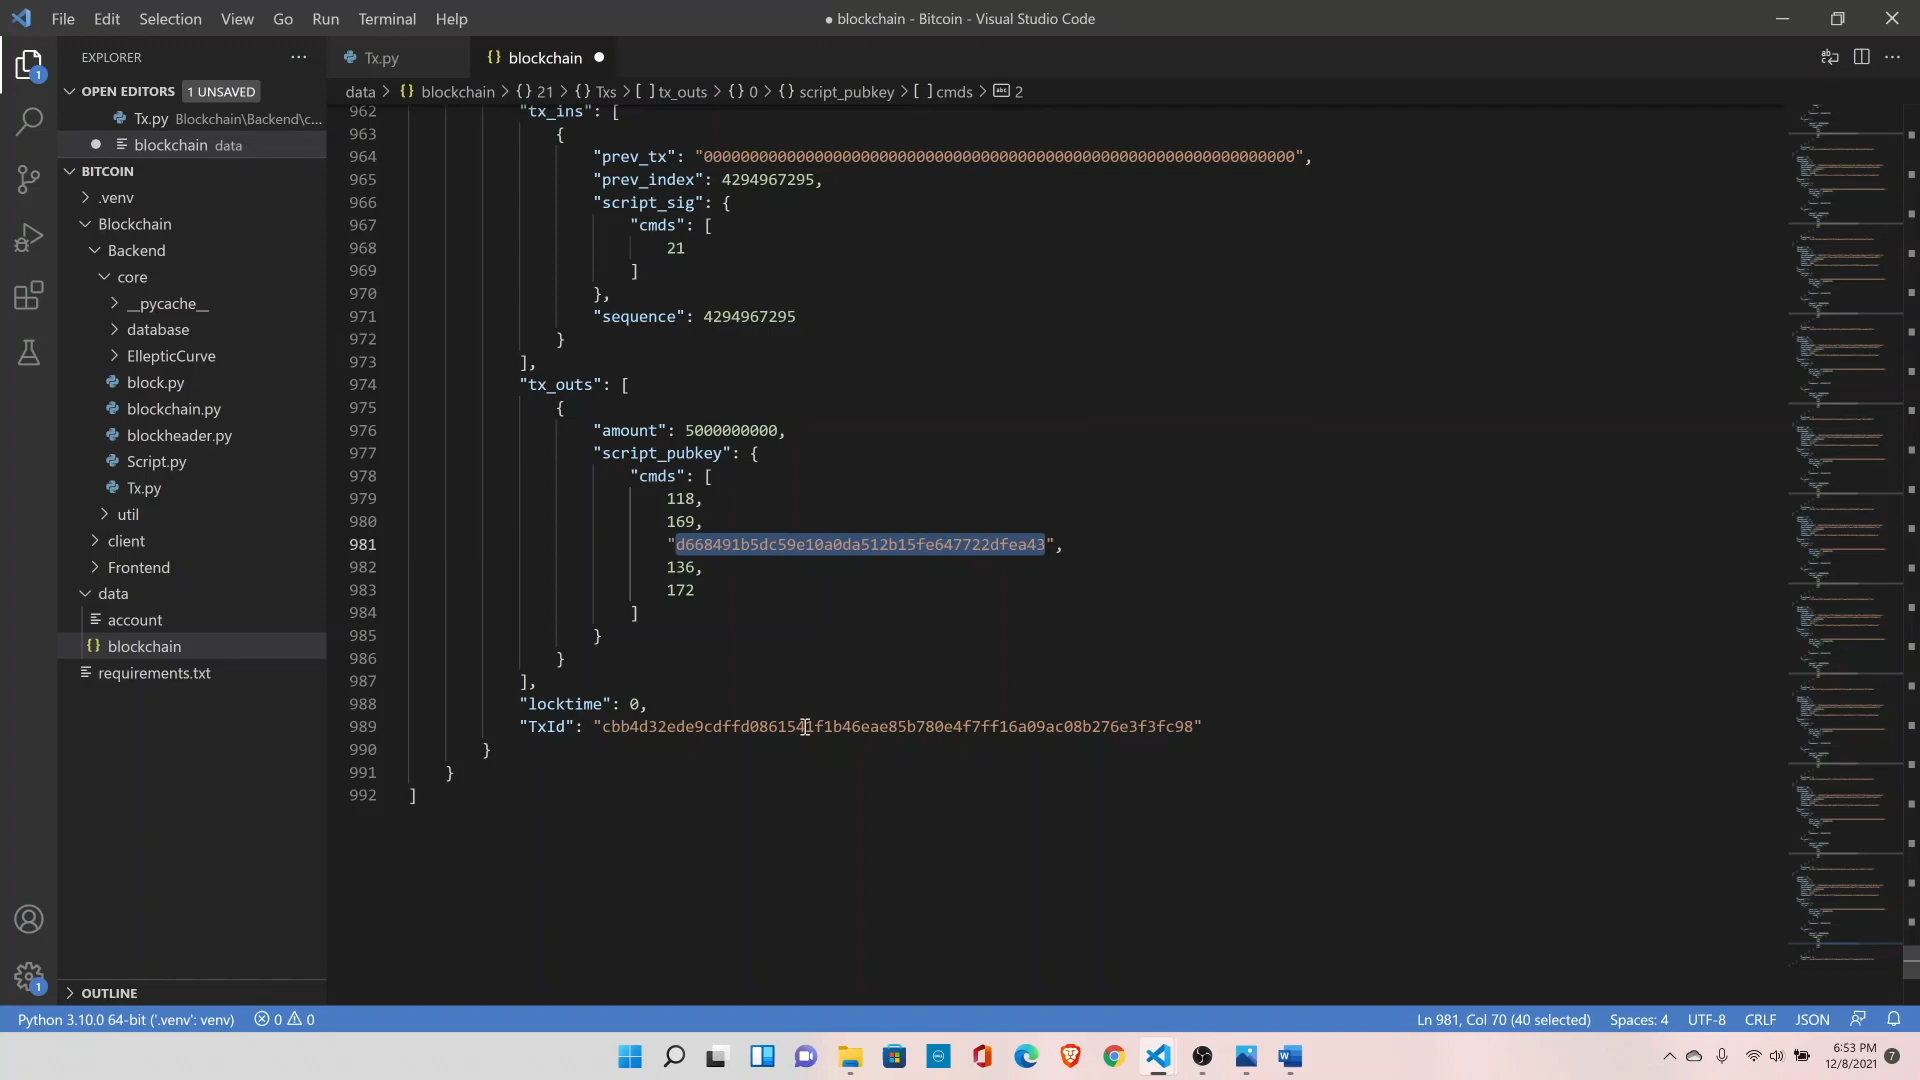 File Edit Selection View Go Run Terminal Help
● blockchain - Bitcoin - Visual Studio Code
EXPLORER
OPEN EDITORS 1 UNSAVED
Tx.py Blockchain\Backend\c...
blockchain data
BITCOIN
.venv
Blockchain
Backend
core
__pycache__
database
EllepticCurve
block.py
blockchain.py
blockheader.py
Script.py
Tx.py
util
client
Frontend
data
account
blockchain
requirements.txt
OUTLINE
1
1
Tx.py
blockchain
data > {} blockchain > {} 21 > {} Txs > [ ] tx_outs > {} 0 > {} script_pubkey > [ ] cmds > abc 2
962 "tx_ins": [
963 {
964 "prev_tx": "0000000000000000000000000000000000000000000000000000000000000000",
965 "prev_index": 4294967295,
966 "script_sig": {
967 "cmds": [
968 21
969 ]
970 },
971 "sequence": 4294967295
972 }
973 ],
974 "tx_outs": [
975 {
976 "amount": 5000000000,
977 "script_pubkey": {
978 "cmds": [
979 118,
980 169,
981 "d668491b5dc59e10a0da512b15fe647722dfea43",
982 136,
983 172
984 ]
985 }
986 }
987 ],
988 "locktime": 0,
989 "TxId": "cbb4d32ede9cdffd0861541f1b46eae85b780e4f7ff16a09ac08b276e3f3fc98"
990 }
991 }
992 ]
Python 3.10.0 64-bit ('.venv': venv) 0 0
Ln 981, Col 70 (40 selected) Spaces: 4 UTF-8 CRLF JSON
6:53 PM
12/8/2021
7